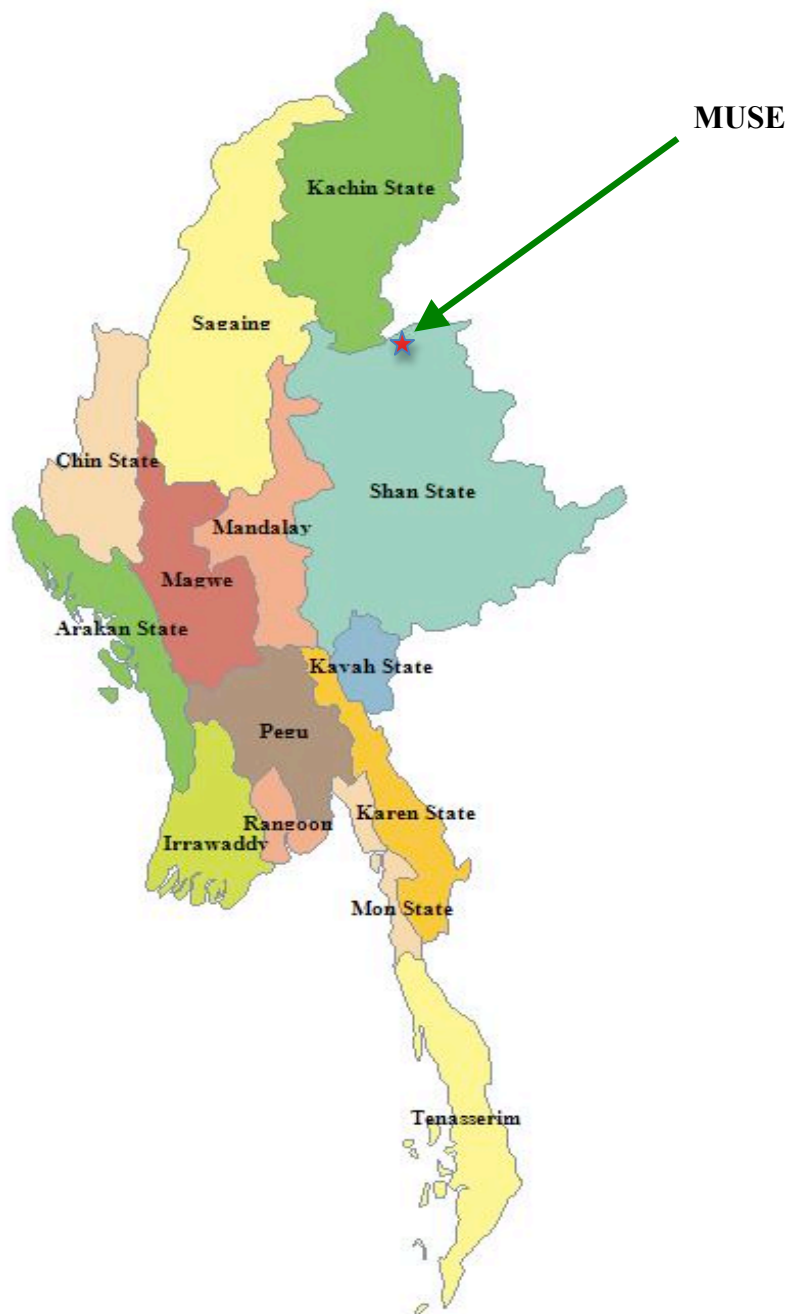 MUSE
Kachin State
Sagaing
Chin State
Shan State
Mandalay
Magwe
Arakan State
Kayah State
Pegu
Karen State
Rangoon
Irrawaddy
Mon State
Tenasserim